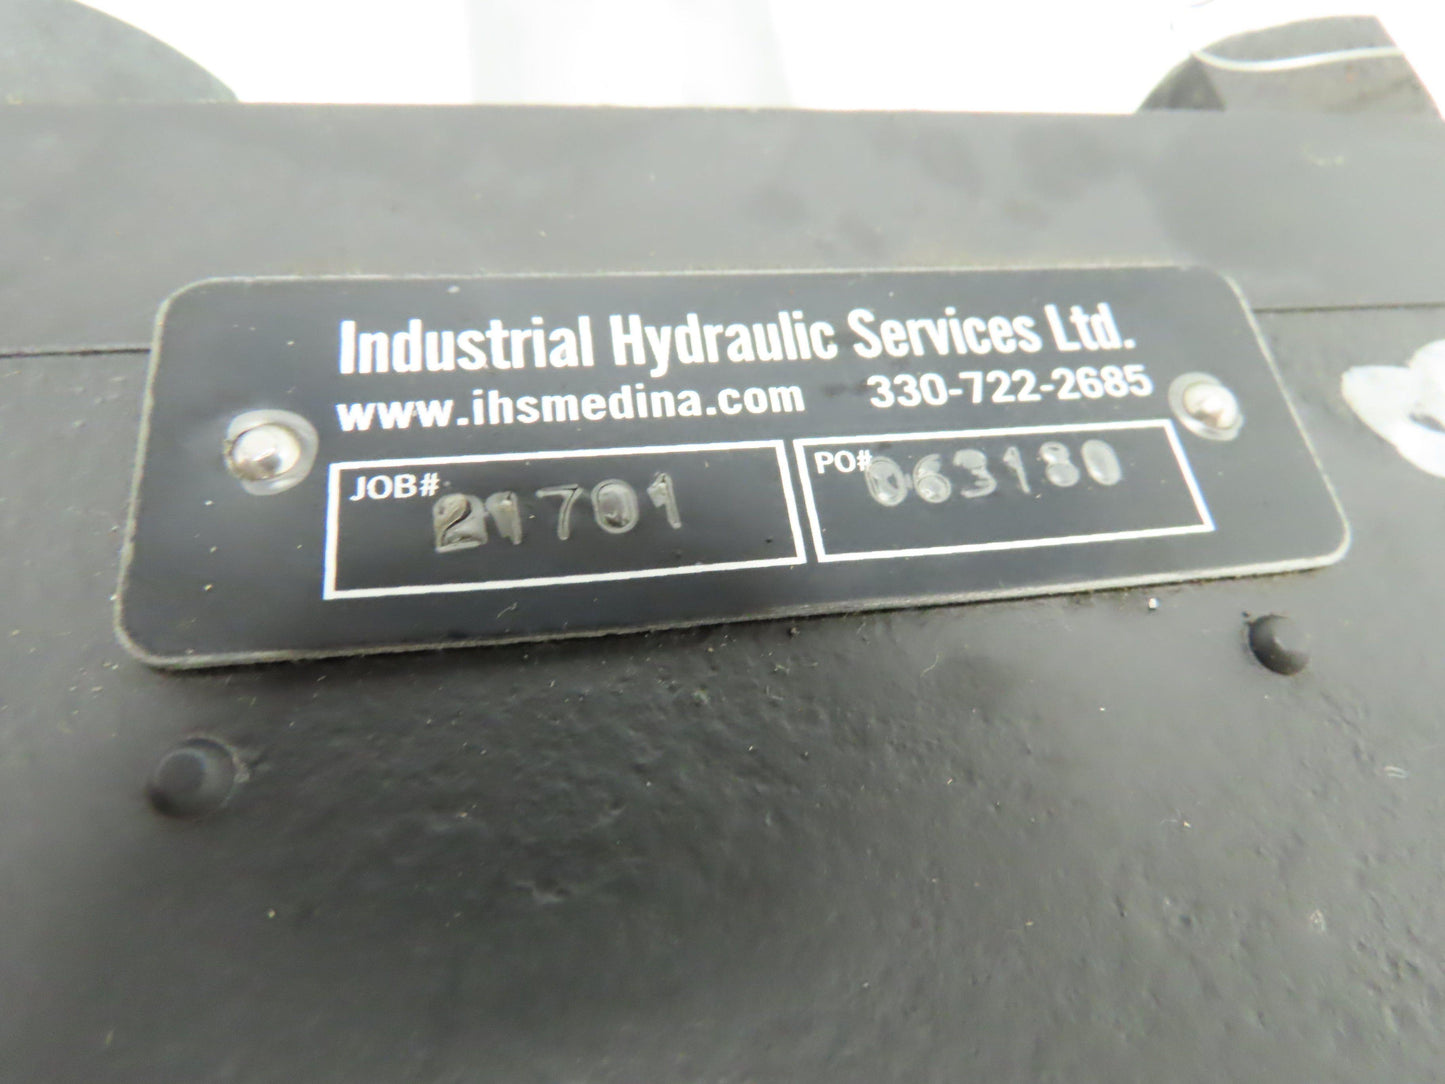 Industrial Hydraulic Services Ltd.
www.ihsmedina.com 330-722-2685
JOB# 21701
PO# 063180